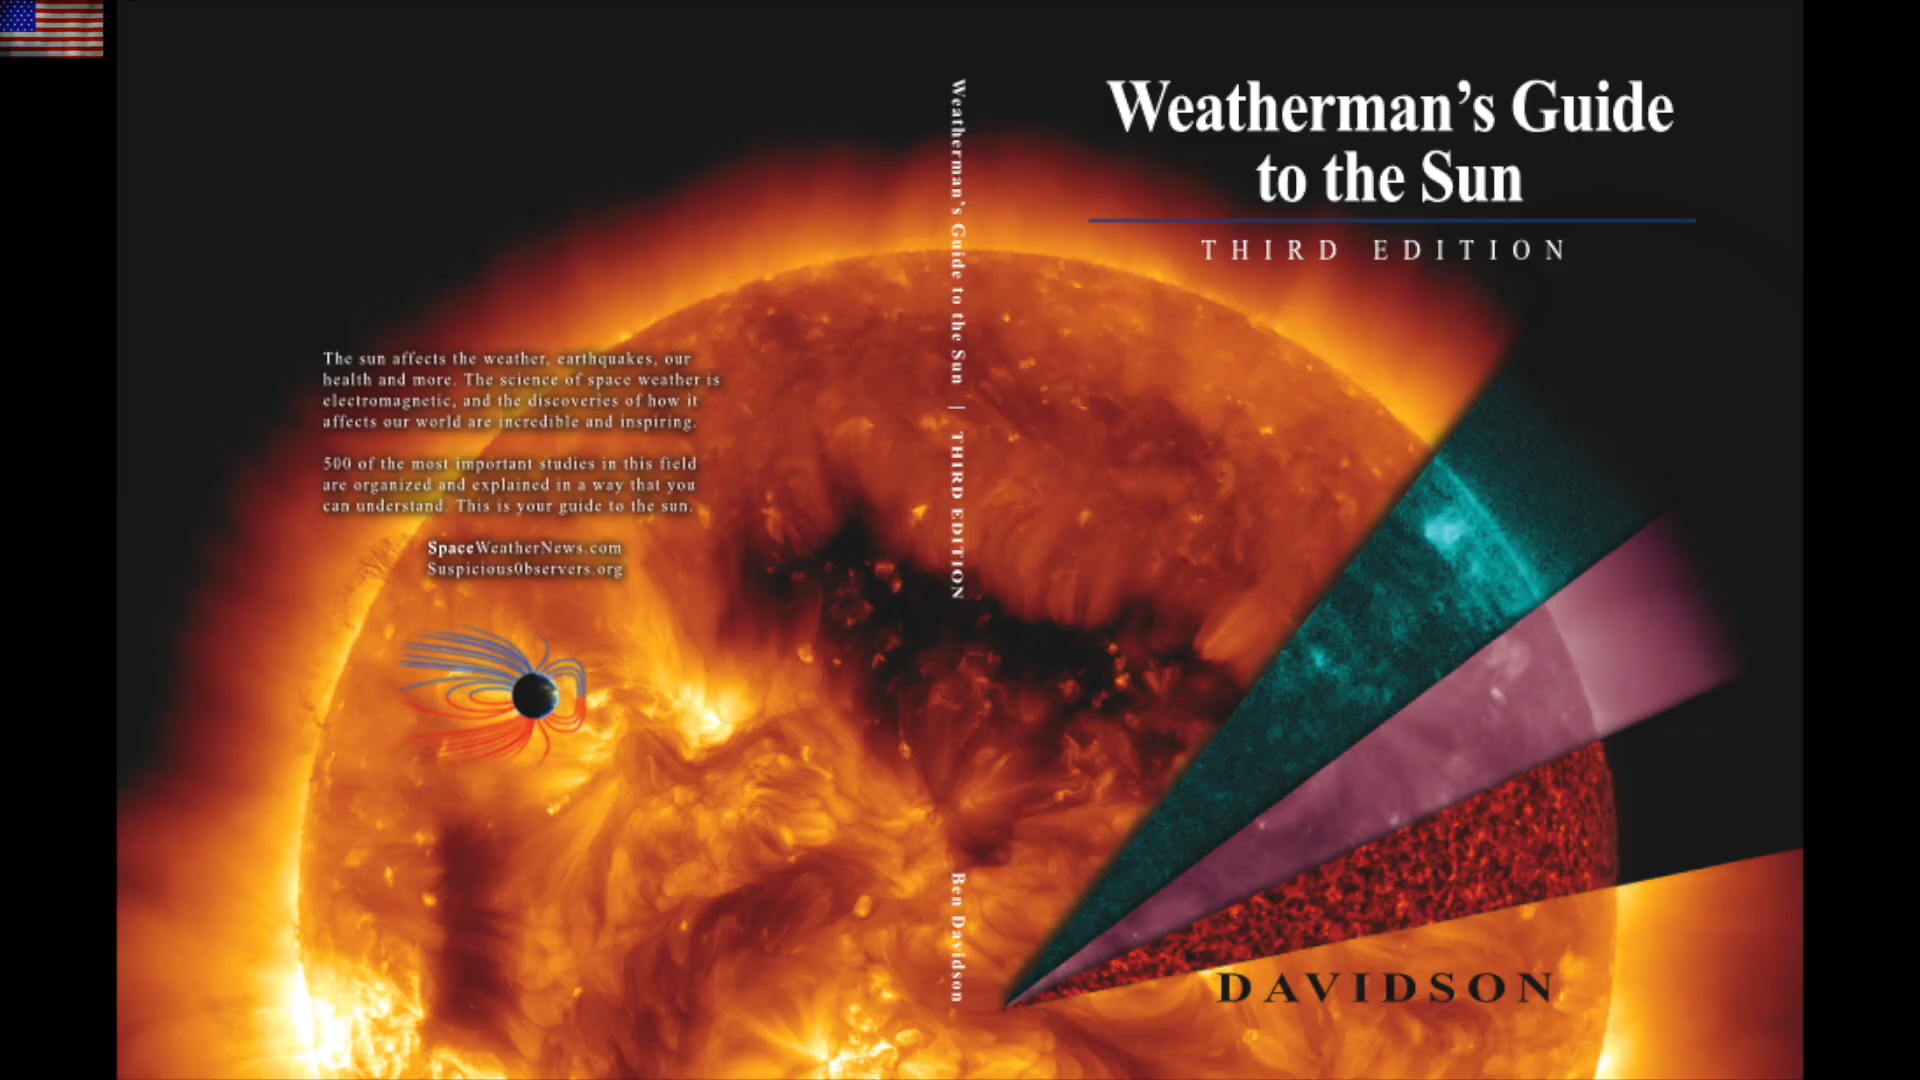 The sun affects the weather, earthquakes, our
health and more. The science of space weather is
electromagnetic, and the discoveries of how it
affects our world are incredible and inspiring.
500 of the most important studies in this field
are organized and explained in a way that you
can understand. This is your guide to the sun.
SpaceWeatherNews.com
Suspicious0bservers.org
Weatherman's Guide to the Sun | THIRD EDITION Ben Davidson
Weatherman's Guide
to the Sun
THIRD EDITION
DAVIDSON